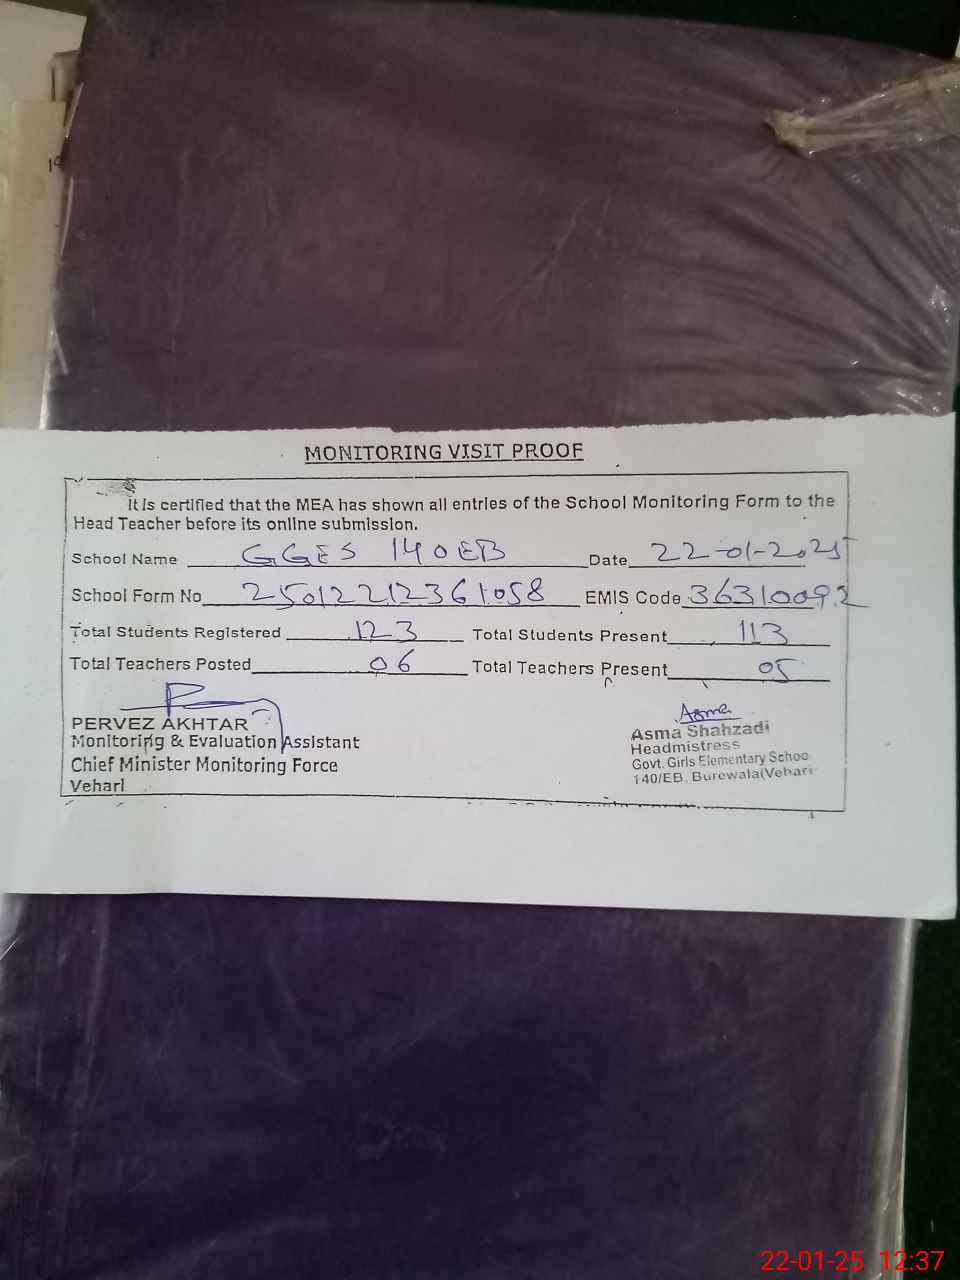 19
MONITORING VISIT PROOF
It is certified that the MEA has shown all entries of the School Monitoring Form to the
Head Teacher before its online submission.
School Name GGES 140EB Date 22-01-2025
School Form No 25012212361058 EMIS Code 36310092
Total Students Registered 123 Total Students Present 113
Total Teachers Posted 06 Total Teachers Present 05
PERVEZ AKHTAR
Monitoring & Evaluation Assistant
Chief Minister Monitoring Force
Vehari
Asma
Asma Shahzadi
Headmistress
Govt. Girls Elementary Schoo
140/EB, Burewala(Vehari
22-01-25 12:37